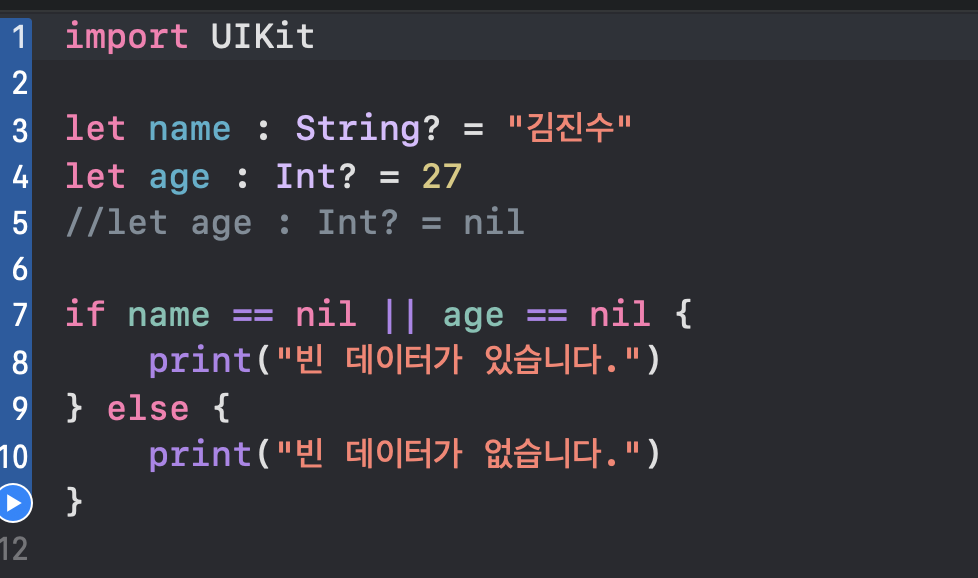 1 import UIKit
2
3 let name : String? = "김진수"
4 let age : Int? = 27
5 //let age : Int? = nil
6
7 if name == nil || age == nil {
8     print("빈 데이터가 있습니다.")
9 } else {
10     print("빈 데이터가 없습니다.")
}
12